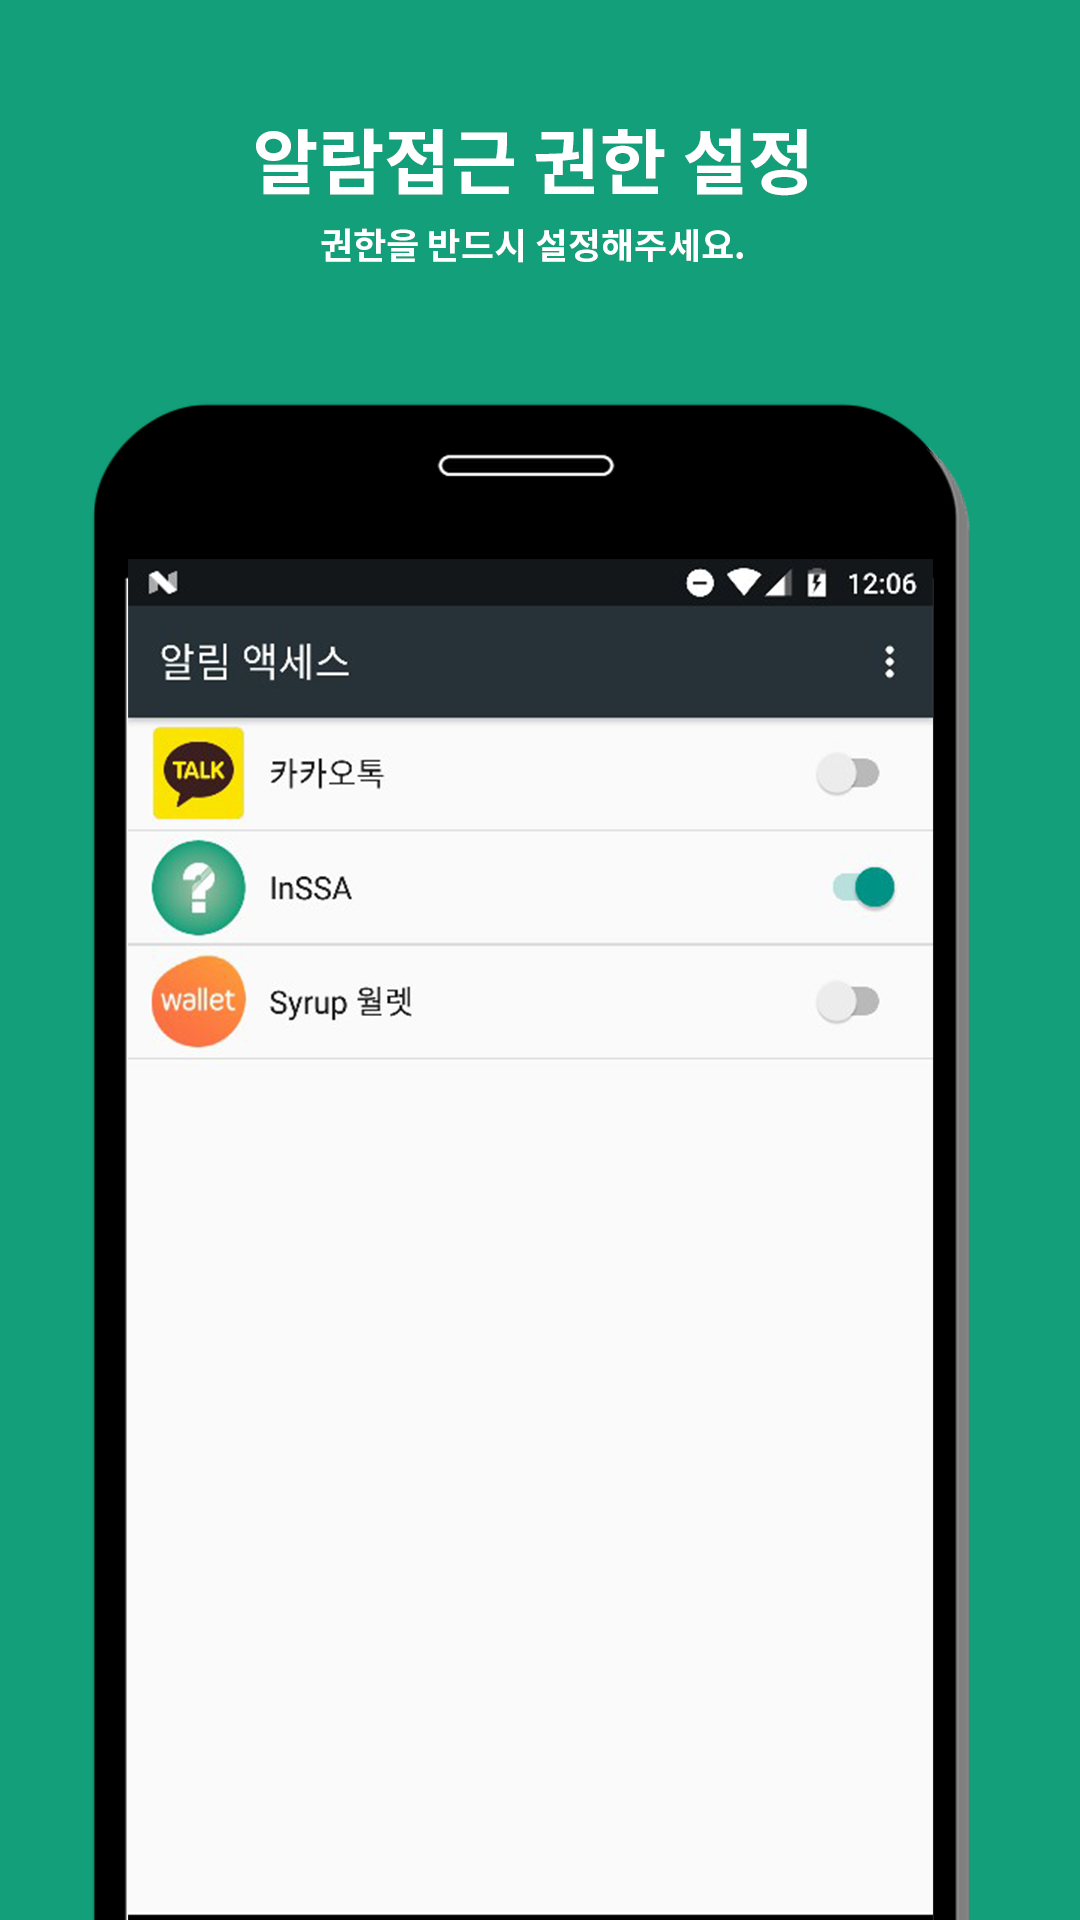 알람접근 권한 설정
권한을 반드시 설정해주세요.
12:06
알림 액세스
TALK 카카오톡
? InSSA
wallet Syrup 월렛